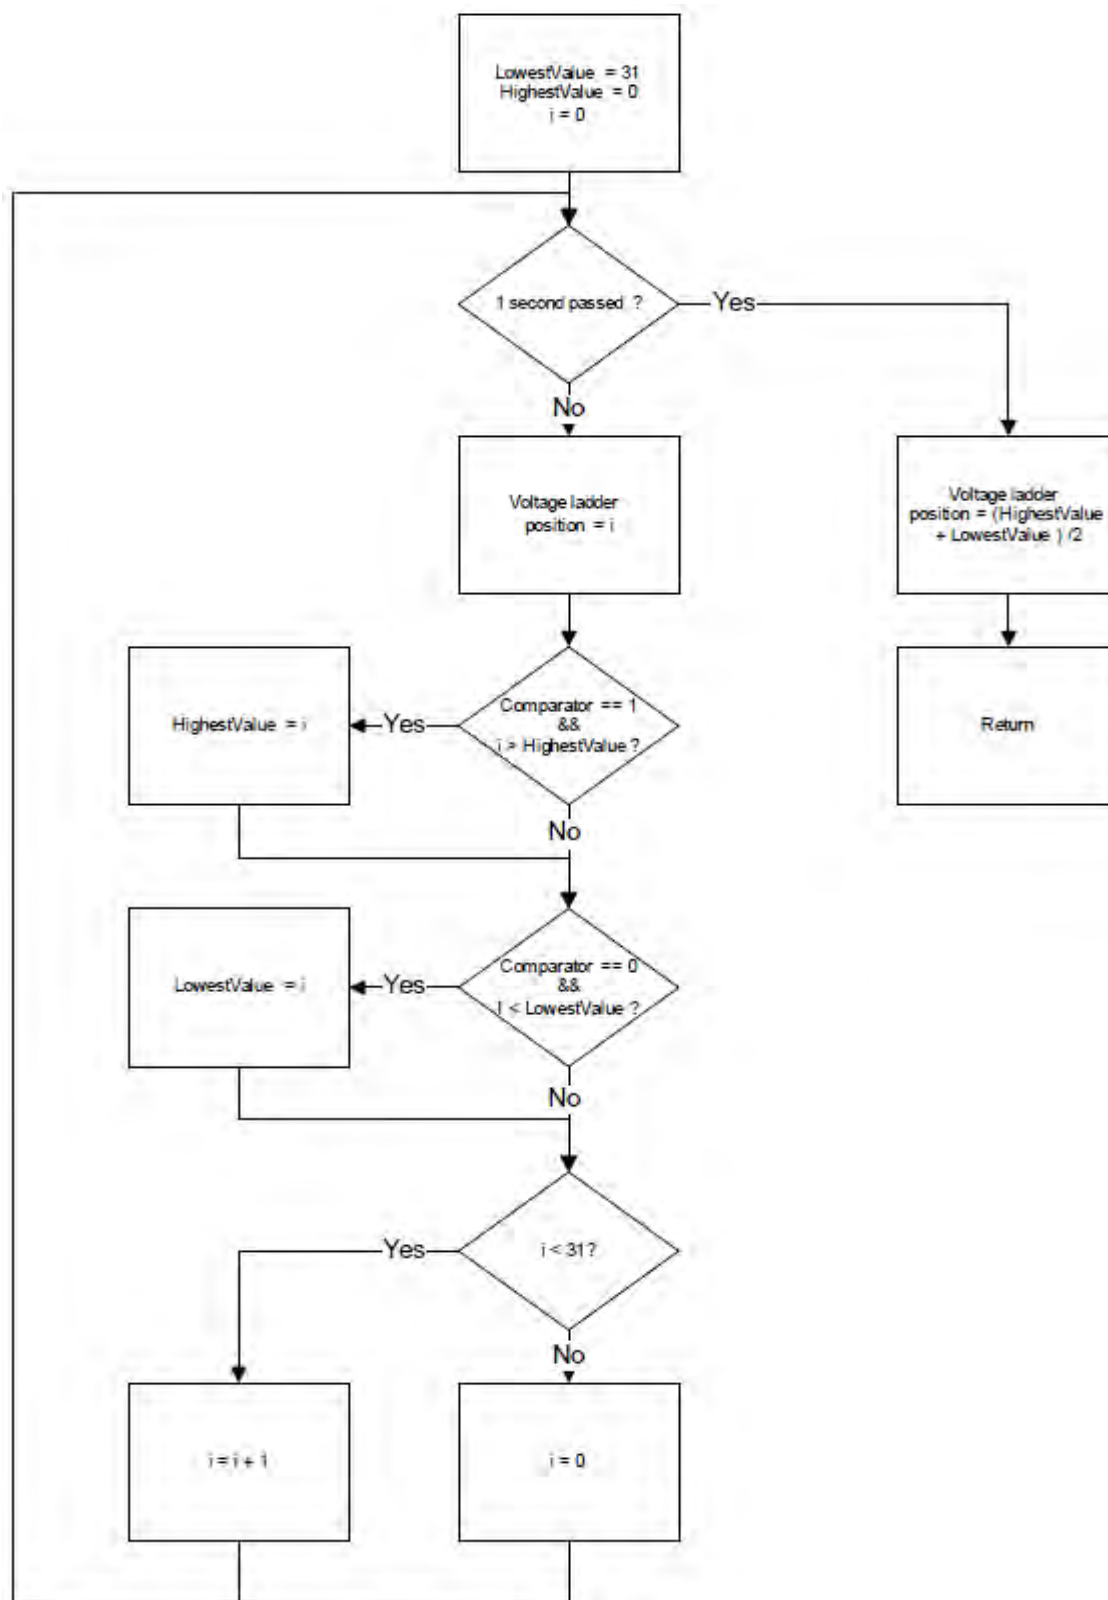 LowestValue = 31
HighestValue = 0
i = 0
1 second passed ?
Yes
No
Voltage ladder
position = i
Voltage ladder
position = (HighestValue
+ LowestValue ) /2
HighestValue = i
Yes
Comparator == 1
&&
i > HighestValue ?
Return
No
LowestValue = i
Yes
Comparator == 0
&&
I < LowestValue ?
No
Yes
i < 31?
No
i = i + 1
i = 0